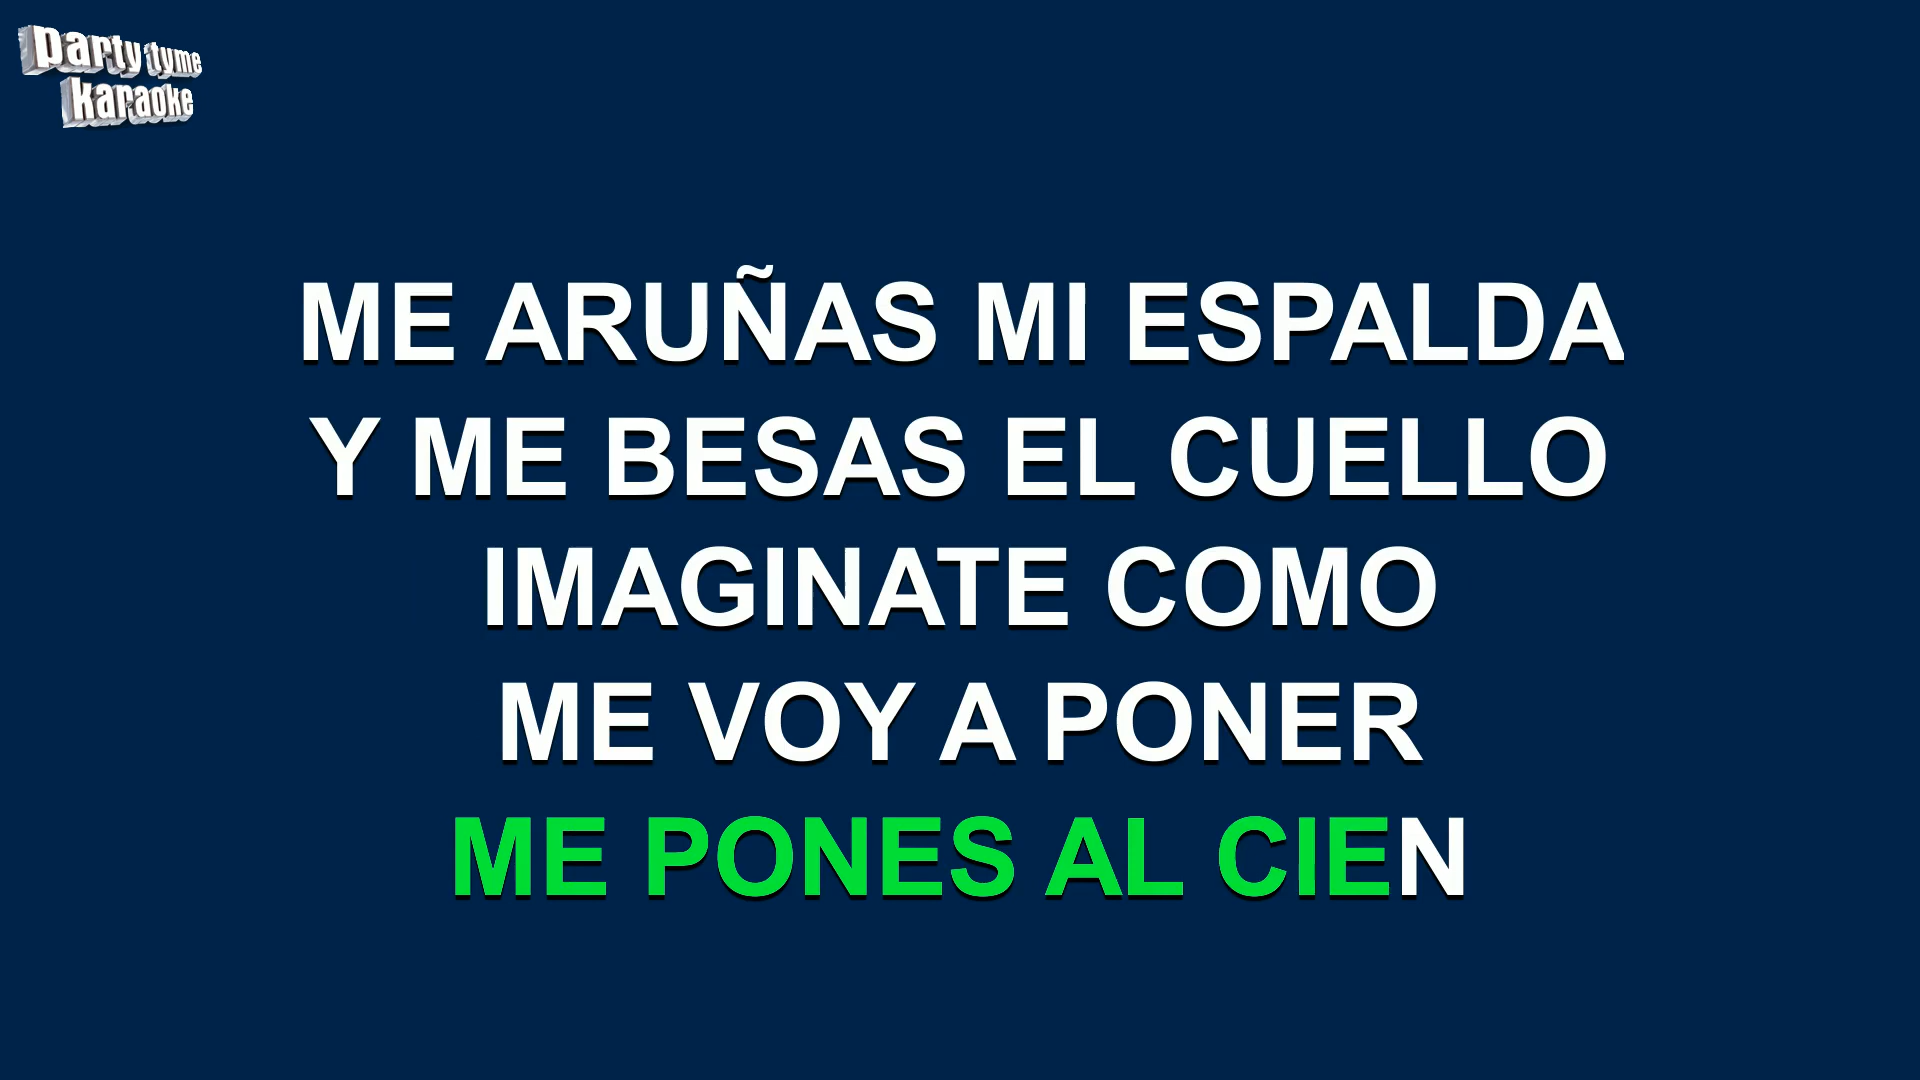 party tyme
karaoke
ME ARUÑAS MI ESPALDA
Y ME BESAS EL CUELLO
IMAGINATE COMO
ME VOY A PONER
ME PONES AL CIEN